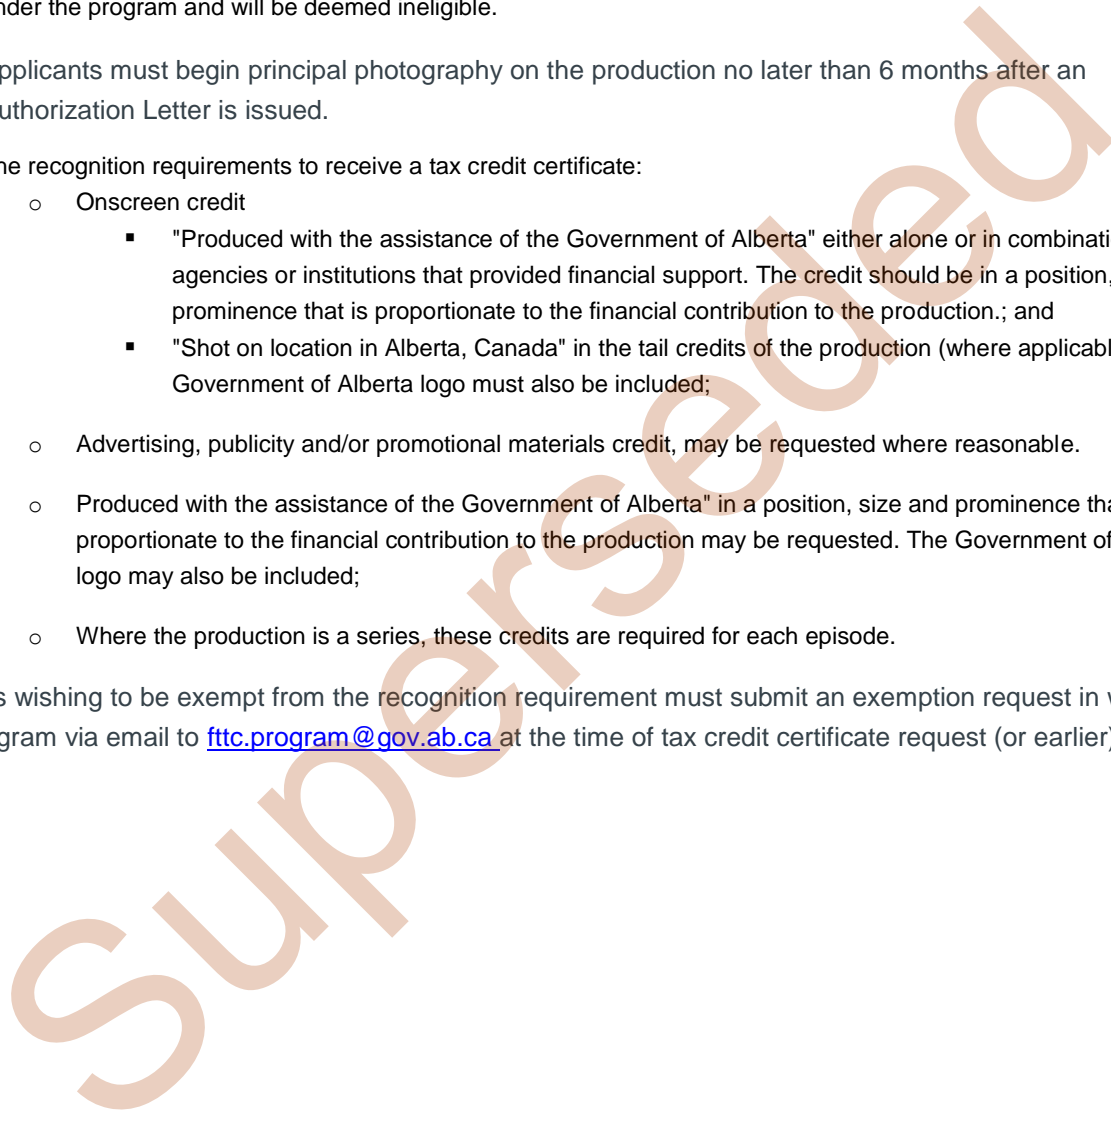 nder the program and will be deemed ineligible.
pplicants must begin principal photography on the production no later than 6 months after an
uthorization Letter is issued.
he recognition requirements to receive a tax credit certificate:
o Onscreen credit
▪ "Produced with the assistance of the Government of Alberta" either alone or in combinati
agencies or institutions that provided financial support. The credit should be in a position,
prominence that is proportionate to the financial contribution to the production.; and
▪ "Shot on location in Alberta, Canada" in the tail credits of the production (where applicabl
Government of Alberta logo must also be included;
o Advertising, publicity and/or promotional materials credit, may be requested where reasonable.
o Produced with the assistance of the Government of Alberta" in a position, size and prominence tha
proportionate to the financial contribution to the production may be requested. The Government of
logo may also be included;
o Where the production is a series, these credits are required for each episode.
s wishing to be exempt from the recognition requirement must submit an exemption request in w
gram via email to fttc.program@gov.ab.ca at the time of tax credit certificate request (or earlier)
Superseded